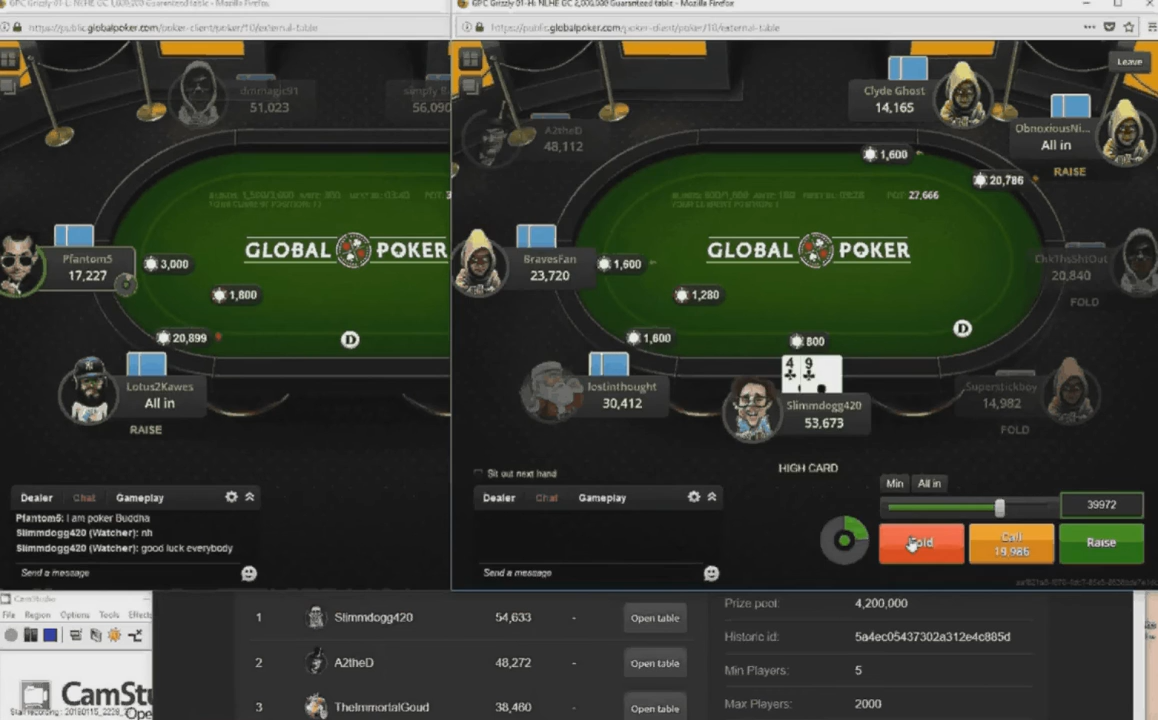 GPC Grizzly 01-L: NLHE GC 2,000,000 Guaranteed table - Mozilla Firefox
https://public.globalpoker.com/poker-client/poker/10/external-table
dmmagic91
51,023
simply
56,090
3,000
Pfantom5
17,227
1,800
GLOBAL POKER
20,899
D
Lotus2Kawes
All in
RAISE
Dealer Chat Gameplay
Pfantom5: I am poker Buddha
Slimmdogg420 (Watcher): nh
Slimmdogg420 (Watcher): good luck everybody
Send a message
GPC Grizzly 01-H: NLHE GC 2,000,000 Guaranteed table - Mozilla Firefox
https://public.globalpoker.com/poker-client/poker/10/external-table
Leave
Clyde Ghost
14,165
ObnoxiousNi...
All in
RAISE
A2theD
48,112
1,600
20,786
POT: 27,666
GLOBAL POKER
BravesFan
23,720
1,600
20,840
FOLD
1,280
1,600
800
D
4 9
lostinthought
30,412
Slimmdogg420
53,673
Superstickboy
14,982
FOLD
HIGH CARD
Sit out next hand
Min All in
Dealer Chat Gameplay
39972
Fold
Call
19,986
Raise
Send a message
CamStudio
File Region Options Tools Effects
CamStu
Open
1 Slimmdogg420 54,633 - Open table
2 A2theD 48,272 - Open table
3 TheImmortalGoud 38,460 - Open table
Prize pool: 4,200,000
Historic id: 5a4ec05437302a312e4c885d
Min Players: 5
Max Players: 2000